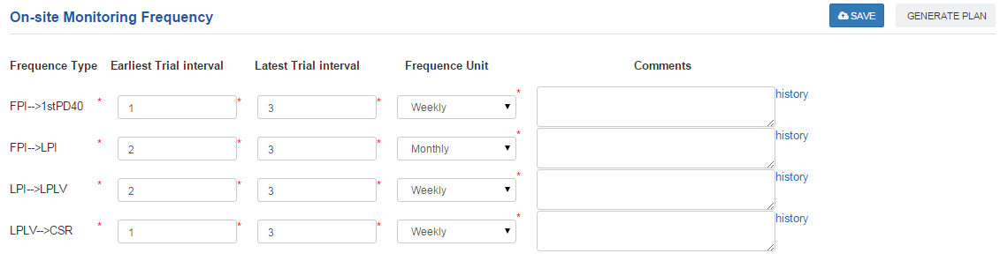 On-site Monitoring Frequency SAVE GENERATE PLAN
Frequence Type Earliest Trial interval Latest Trial interval Frequence Unit Comments
FPI-->1stPD40 * 1 * 3 * Weekly * history
FPI-->LPI * 2 * 3 * Monthly * history
LPI-->LPLV * 2 * 3 * Weekly * history
LPLV-->CSR * 1 * 3 * Weekly * history